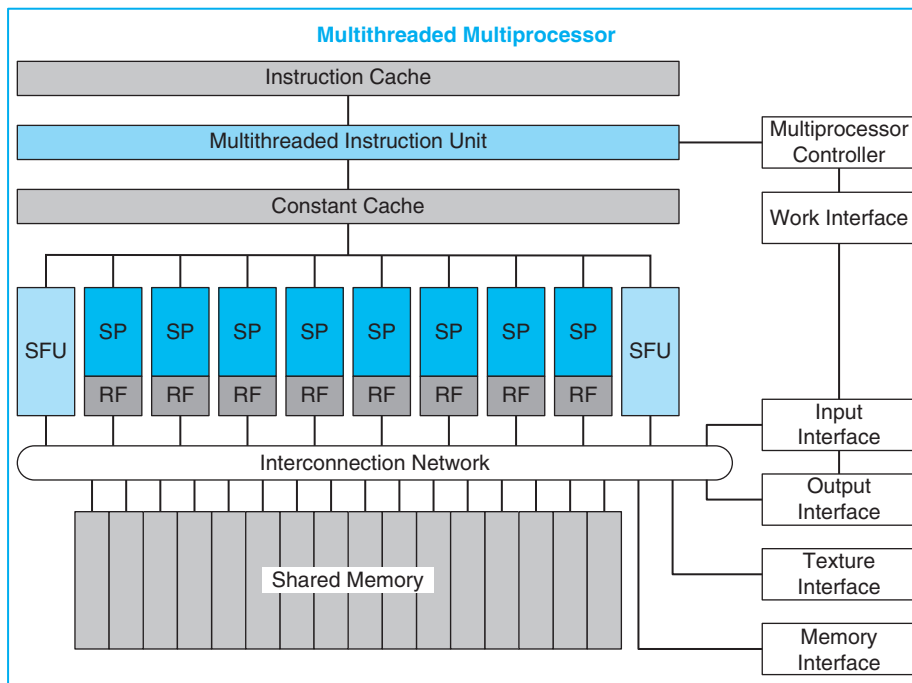 Multithreaded Multiprocessor
Instruction Cache
Multithreaded Instruction Unit
Multiprocessor
Controller
Constant Cache
Work Interface
SFU
SP
SP
SP
SP
SP
SP
SP
SP
SFU
RF
RF
RF
RF
RF
RF
RF
RF
Input
Interface
Interconnection Network
Output
Interface
Shared Memory
Texture
Interface
Memory
Interface